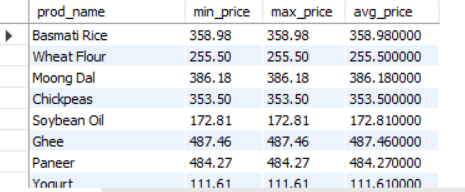 prod_name min_price max_price avg_price
Basmati Rice 358.98 358.98 358.980000
Wheat Flour 255.50 255.50 255.500000
Moong Dal 386.18 386.18 386.180000
Chickpeas 353.50 353.50 353.500000
Soybean Oil 172.81 172.81 172.810000
Ghee 487.46 487.46 487.460000
Paneer 484.27 484.27 484.270000
Yogurt 111.61 111.61 111.610000